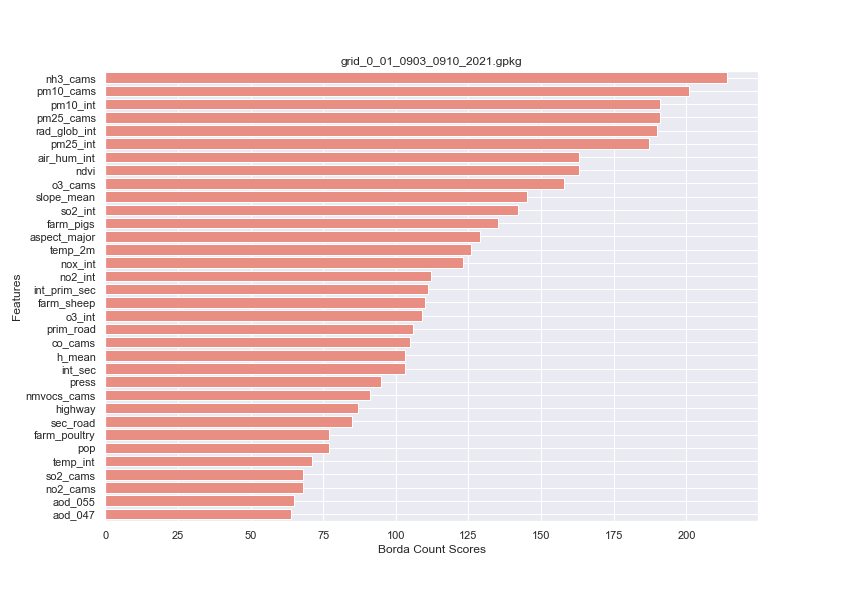 grid_0_01_0903_0910_2021.gpkg
Features
nh3_cams
pm10_cams
pm10_int
pm25_cams
rad_glob_int
pm25_int
air_hum_int
ndvi
o3_cams
slope_mean
so2_int
farm_pigs
aspect_major
temp_2m
nox_int
no2_int
int_prim_sec
farm_sheep
o3_int
prim_road
co_cams
h_mean
int_sec
press
nmvocs_cams
highway
sec_road
farm_poultry
pop
temp_int
so2_cams
no2_cams
aod_055
aod_047
0 25 50 75 100 125 150 175 200
Borda Count Scores